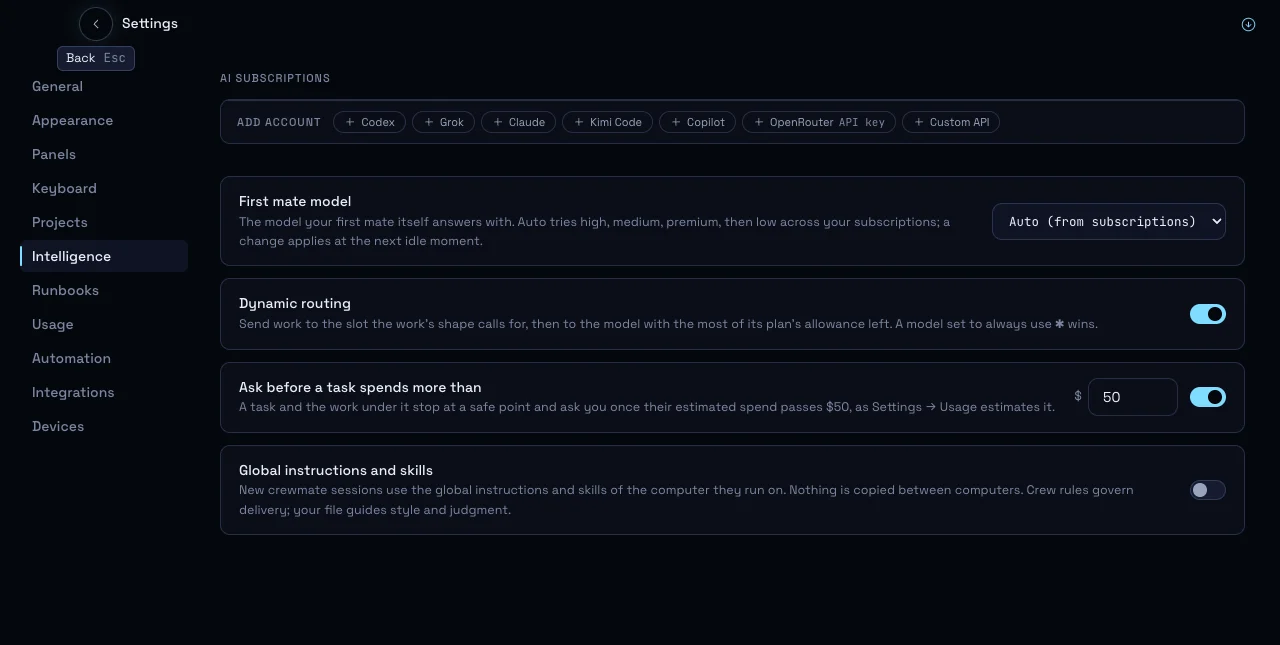 Settings
Back Esc
General
Appearance
Panels
Keyboard
Projects
Intelligence
Runbooks
Usage
Automation
Integrations
Devices
AI SUBSCRIPTIONS
ADD ACCOUNT + Codex + Grok + Claude + Kimi Code + Copilot + OpenRouter API key + Custom API
First mate model
The model your first mate itself answers with. Auto tries high, medium, premium, then low across your subscriptions; a
change applies at the next idle moment.
Auto (from subscriptions)
Dynamic routing
Send work to the slot the work's shape calls for, then to the model with the most of its plan's allowance left. A model set to always use ✱ wins.
Ask before a task spends more than
A task and the work under it stop at a safe point and ask you once their estimated spend passes $50, as Settings → Usage estimates it.
$ 50
Global instructions and skills
New crewmate sessions use the global instructions and skills of the computer they run on. Nothing is copied between computers. Crew rules govern
delivery; your file guides style and judgment.